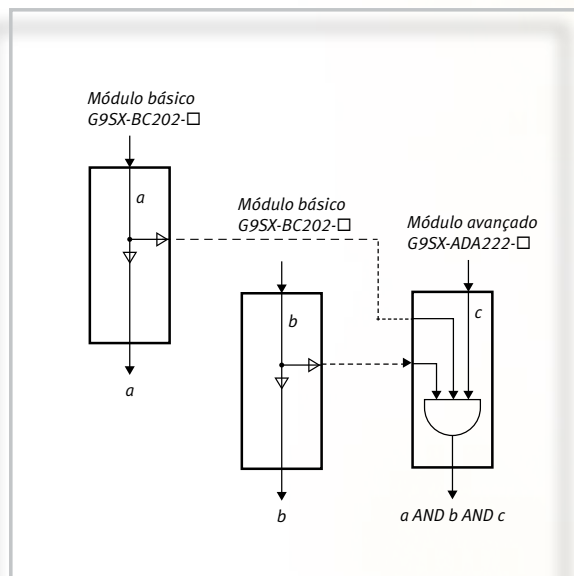 Módulo básico
G9SX-BC202-□
a
a
Módulo básico
G9SX-BC202-□
b
b
Módulo avançado
G9SX-ADA222-□
c
a AND b AND c